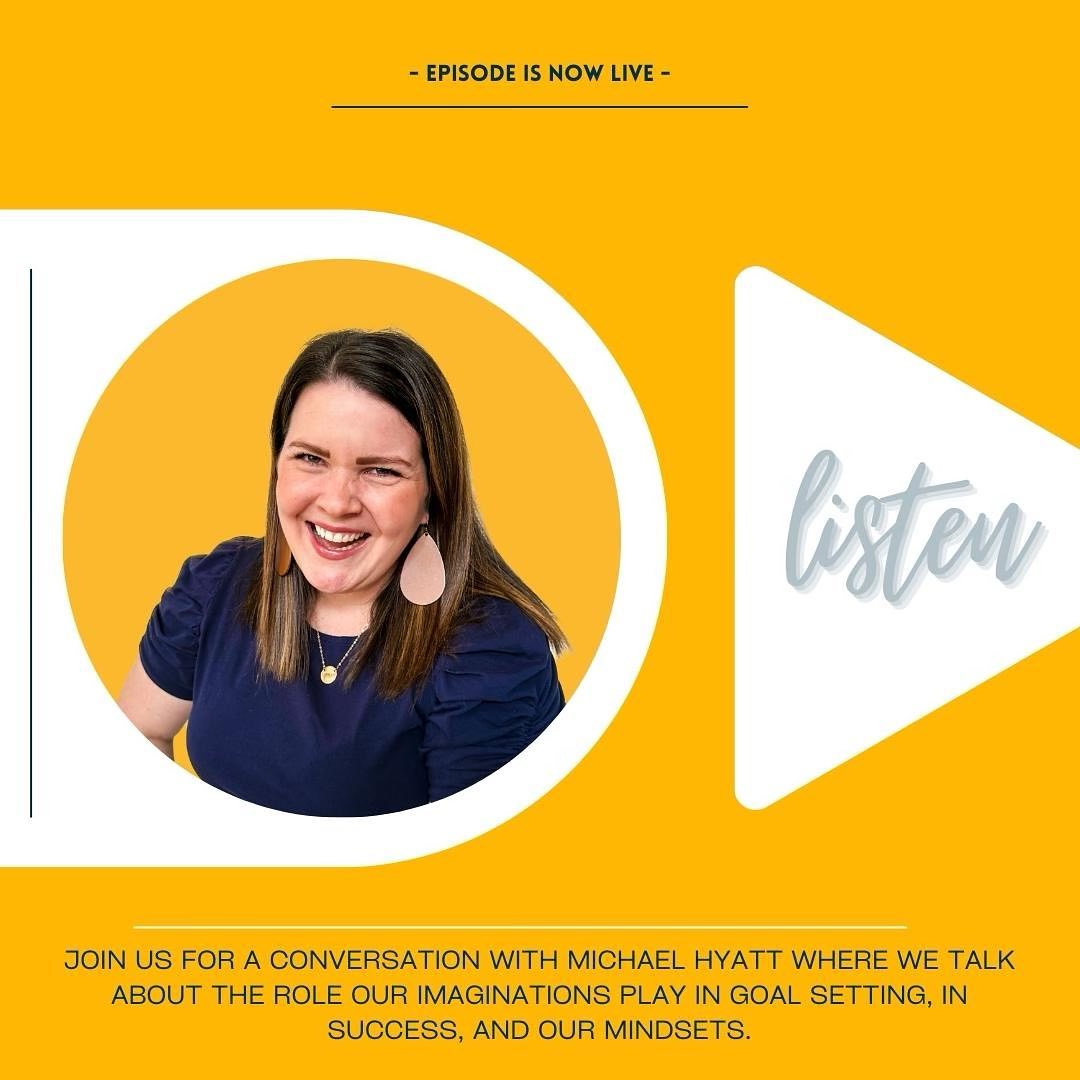 - EPISODE IS NOW LIVE -
listen
JOIN US FOR A CONVERSATION WITH MICHAEL HYATT WHERE WE TALK
ABOUT THE ROLE OUR IMAGINATIONS PLAY IN GOAL SETTING, IN
SUCCESS, AND OUR MINDSETS.